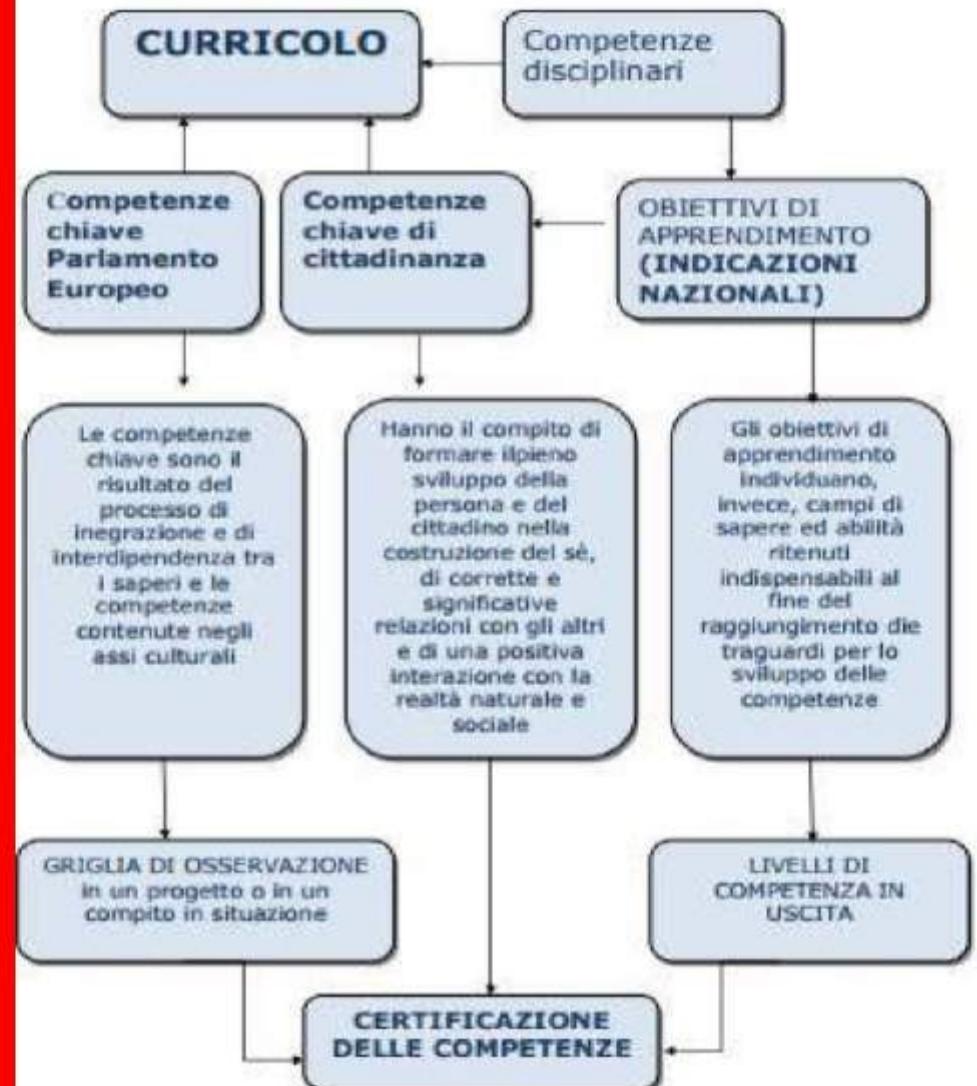 CURRICOLO
Competenze
disciplinari
Competenze
chiave
Parlamento
Europeo
Competenze
chiave di
cittadinanza
OBIETTIVI DI
APPRENDIMENTO
(INDICAZIONI
NAZIONALI)
Le competenze
chiave sono il
risultato del
processo di
inegrazione e di
interdipendenza tra
i saperi e le
competenze
contenute negli
assi culturali
Hanno il compito di
formare ilpieno
sviluppo della
persona e del
cittadino nella
costruzione del sè,
di corrette e
significative
relazioni con gli altri
e di una positiva
interazione con la
realtà naturale e
sociale
Gli obiettivi di
apprendimento
individuano,
invece, campi di
sapere ed abilità
ritenuti
indispensabili al
fine del
raggiungimento die
traguardi per lo
sviluppo delle
competenze
GRIGLIA DI OSSERVAZIONE
in un progetto o in un
compito in situazione
LIVELLI DI
COMPETENZA IN
USCITA
CERTIFICAZIONE
DELLE COMPETENZE